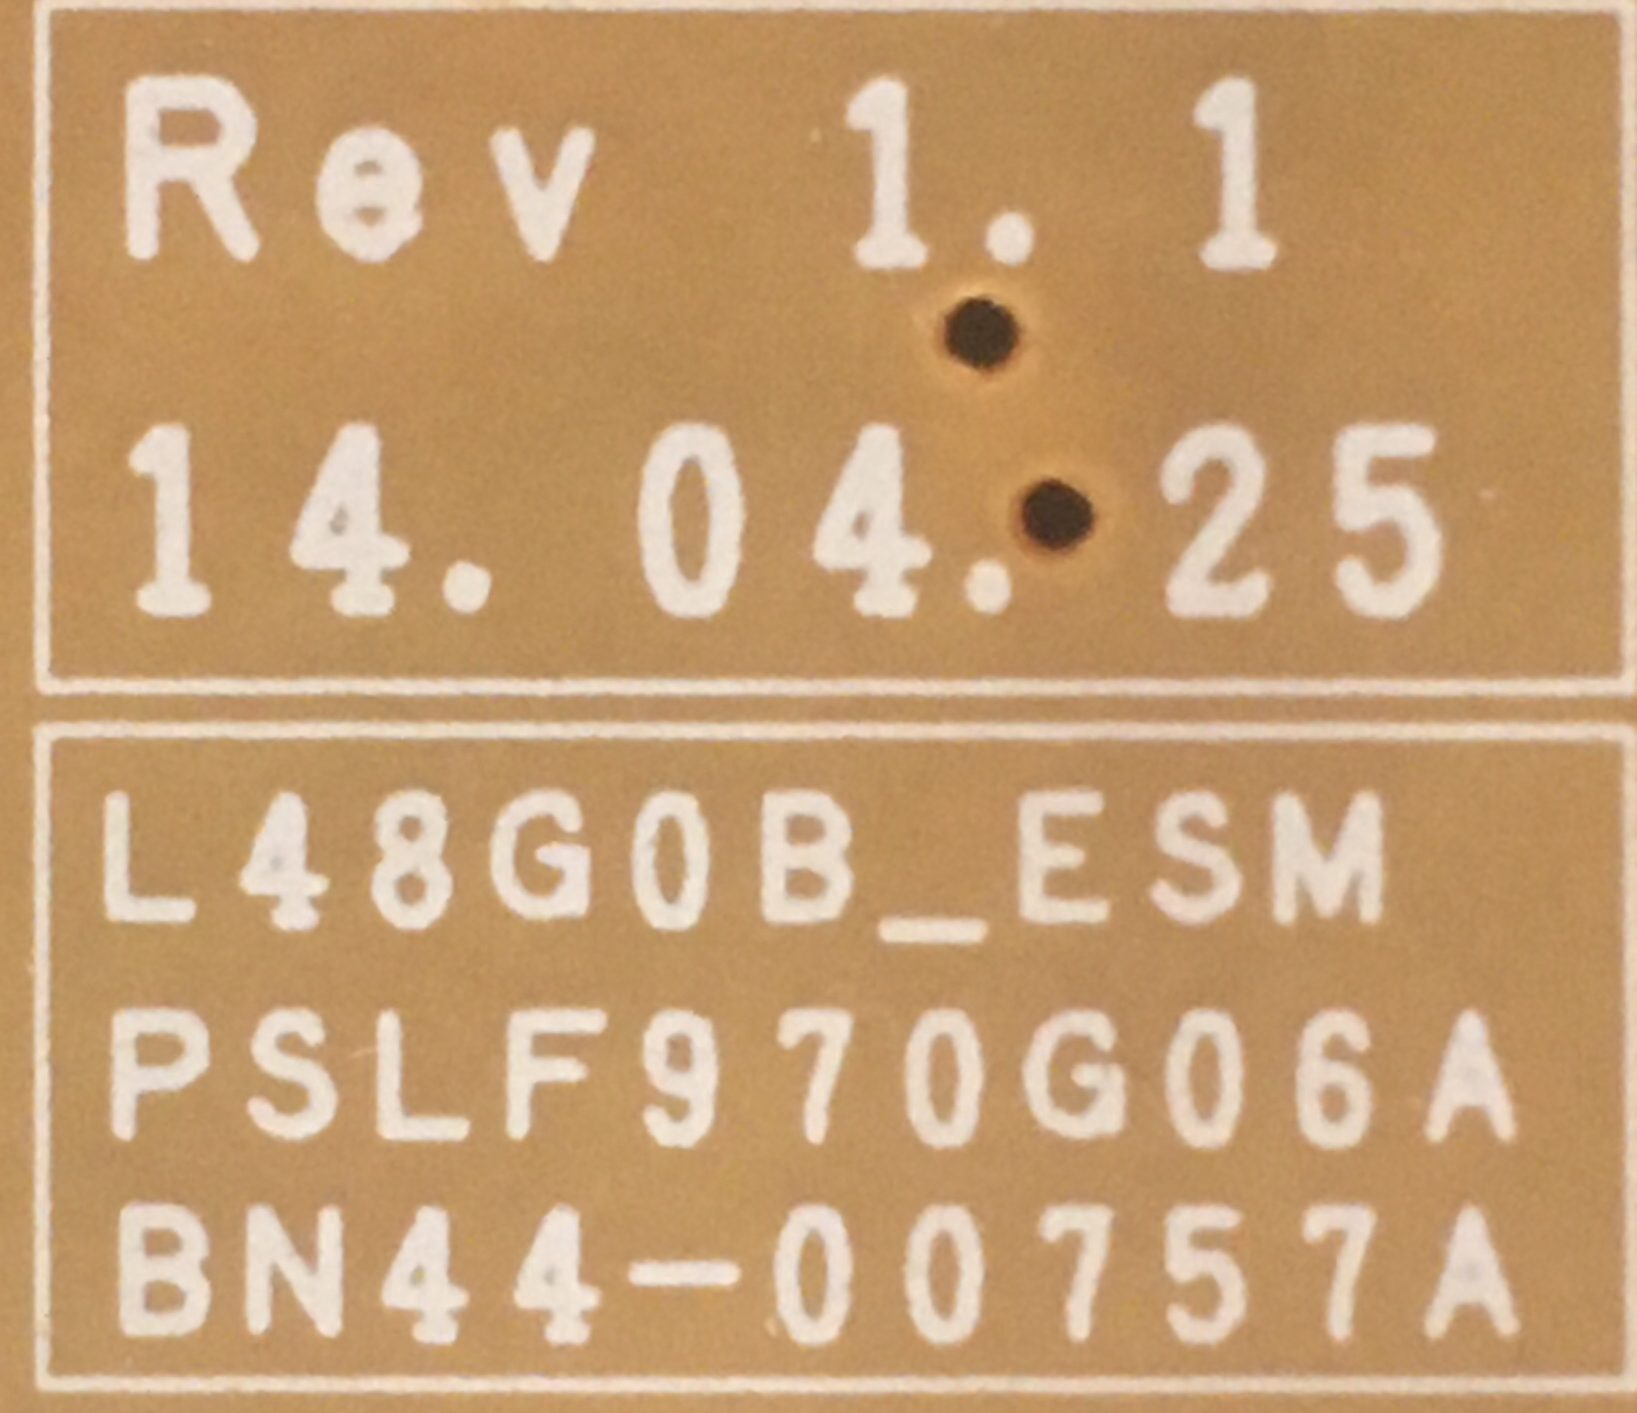 Rev 1.1
14.04.25
L48G0B_ESM
PSLF970G06A
BN44-00757A